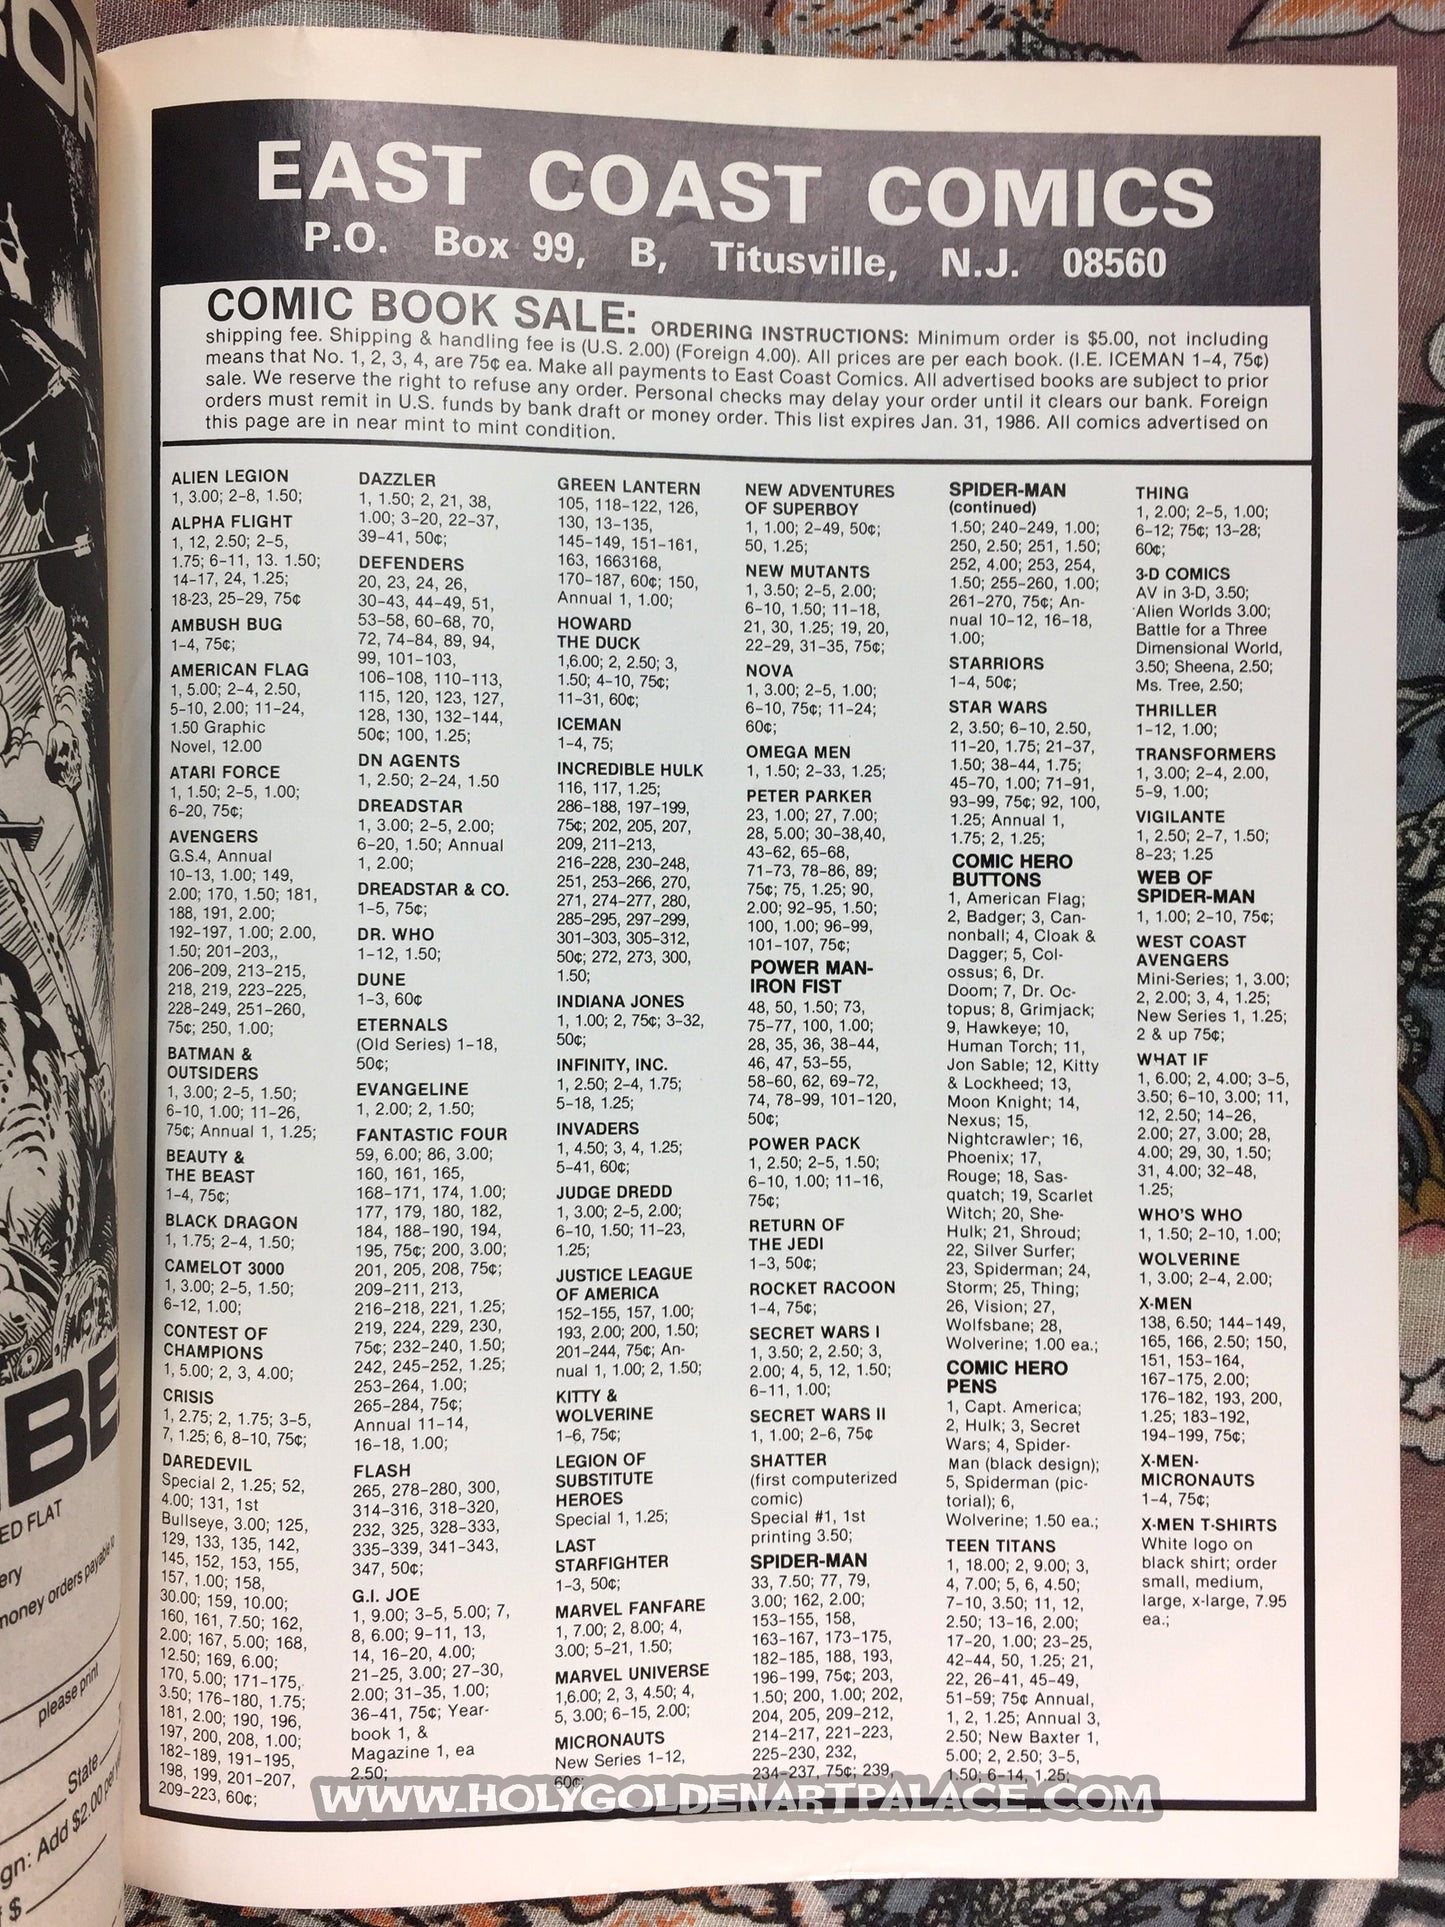 EAST COAST COMICS
P.O. Box 99, B, Titusville, N.J. 08560
COMIC BOOK SALE: ORDERING INSTRUCTIONS: Minimum order is $5.00, not including
shipping fee. Shipping & handling fee is (U.S. 2.00) (Foreign 4.00). All prices are per each book. (I.E. ICEMAN 1–4, 75¢)
means that No. 1, 2, 3, 4, are 75¢ ea. Make all payments to East Coast Comics. All advertised books are subject to prior
sale. We reserve the right to refuse any order. Personal checks may delay your order until it clears our bank. Foreign
orders must remit in U.S. funds by bank draft or money order. This list expires Jan. 31, 1986. All comics advertised on
this page are in near mint to mint condition.
ALIEN LEGION
1, 3.00; 2–8, 1.50;
ALPHA FLIGHT
1, 12, 2.50; 2–5,
1.75; 6–11, 13. 1.50;
14–17, 24, 1.25;
18-23, 25–29, 75¢
AMBUSH BUG
1–4, 75¢;
AMERICAN FLAG
1, 5.00; 2–4, 2.50,
5–10, 2.00; 11–24,
1.50 Graphic
Novel, 12.00
ATARI FORCE
1, 1.50; 2–5, 1.00;
6–20, 75¢;
AVENGERS
G.S.4, Annual
10–13, 1.00; 149,
2.00; 170, 1.50; 181,
188, 191, 2.00;
192–197, 1.00; 2.00,
1.50; 201–203,,
206–209, 213–215,
218, 219, 223–225,
228–249, 251–260,
75¢; 250, 1.00;
BATMAN &
OUTSIDERS
1, 3.00; 2–5, 1.50;
6–10, 1.00; 11–26,
75¢; Annual 1, 1.25;
BEAUTY &
THE BEAST
1–4, 75¢;
BLACK DRAGON
1, 1.75; 2–4, 1.50;
CAMELOT 3000
1, 3.00; 2–5, 1.50;
6–12, 1.00;
CONTEST OF
CHAMPIONS
1, 5.00; 2, 3, 4.00;
CRISIS
1, 2.75; 2, 1.75; 3–5,
7, 1.25; 6, 8–10, 75¢;
DAREDEVIL
Special 2, 1.25; 52,
4.00; 131, 1st
Bullseye, 3.00; 125,
129, 133, 135, 142,
145, 152, 153, 155,
157, 1.00; 158,
30.00; 159, 10.00;
160, 161, 7.50; 162,
2.00; 167, 5.00; 168,
12.50; 169, 6.00;
170, 5.00; 171–175,
3.50; 176–180, 1.75;
181, 2.00; 190, 196,
197, 200, 208, 1.00;
182–189, 191–195,
198, 199, 201–207,
209–223, 60¢;
DAZZLER
1, 1.50; 2, 21, 38,
1.00; 3–20, 22–37,
39–41, 50¢;
DEFENDERS
20, 23, 24, 26,
30–43, 44–49, 51,
53–58, 60–68, 70,
72, 74–84, 89, 94,
99, 101–103,
106–108, 110–113,
115, 120, 123, 127,
128, 130, 132–144,
50¢; 100, 1.25;
DN AGENTS
1, 2.50; 2–24, 1.50
DREADSTAR
1, 3.00; 2–5, 2.00;
6–20, 1.50; Annual
1, 2.00;
DREADSTAR & CO.
1–5, 75¢;
DR. WHO
1–12, 1.50;
DUNE
1–3, 60¢
ETERNALS
(Old Series) 1–18,
50¢;
EVANGELINE
1, 2.00; 2, 1.50;
FANTASTIC FOUR
59, 6.00; 86, 3.00;
160, 161, 165,
168–171, 174, 1.00;
177, 179, 180, 182,
184, 188–190, 194,
195, 75¢; 200, 3.00;
201, 205, 208, 75¢;
209–211, 213,
216–218, 221, 1.25;
219, 224, 229, 230,
75¢; 232–240, 1.50;
242, 245–252, 1.25;
253–264, 1.00;
265–284, 75¢;
Annual 11–14,
16–18, 1.00;
FLASH
265, 278–280, 300,
314–316, 318–320,
232, 325, 328–333,
335–339, 341–343,
347, 50¢;
G.I. JOE
1, 9.00; 3–5, 5.00; 7,
8, 6.00; 9–11, 13,
14, 16–20, 4.00;
21–25, 3.00; 27–30,
2.00; 31–35, 1.00;
36–41, 75¢; Year-
book 1, &
Magazine 1, ea
2.50;
GREEN LANTERN
105, 118–122, 126,
130, 13–135,
145–149, 151–161,
163, 1663168,
170–187, 60¢; 150,
Annual 1, 1.00;
HOWARD
THE DUCK
1,6.00; 2, 2.50; 3,
1.50; 4–10, 75¢;
11–31, 60¢;
ICEMAN
1–4, 75;
INCREDIBLE HULK
116, 117, 1.25;
286–188, 197–199,
75¢; 202, 205, 207,
209, 211–213,
216–228, 230–248,
251, 253–266, 270,
271, 274–277, 280,
285–295, 297–299,
301–303, 305–312,
50¢; 272, 273, 300,
1.50;
INDIANA JONES
1, 1.00; 2, 75¢; 3–32,
50¢;
INFINITY, INC.
1, 2.50; 2–4, 1.75;
5–18, 1.25;
INVADERS
1, 4.50; 3, 4, 1.25;
5–41, 60¢;
JUDGE DREDD
1, 3.00; 2–5, 2.00;
6–10, 1.50; 11–23,
1.25;
JUSTICE LEAGUE
OF AMERICA
152–155, 157, 1.00;
193, 2.00; 200, 1.50;
201–244, 75¢; An-
nual 1, 1.00; 2, 1.50;
KITTY &
WOLVERINE
1–6, 75¢;
LEGION OF
SUBSTITUTE
HEROES
Special 1, 1.25;
LAST
STARFIGHTER
1–3, 50¢;
MARVEL FANFARE
1, 7.00; 2, 8.00; 4,
3.00; 5–21, 1.50;
MARVEL UNIVERSE
1,6.00; 2, 3, 4.50; 4,
5, 3.00; 6–15, 2.00;
MICRONAUTS
New Series 1–12,
60¢;
NEW ADVENTURES
OF SUPERBOY
1, 1.00; 2–49, 50¢;
50, 1.25;
NEW MUTANTS
1, 3.50; 2–5, 2.00;
6–10, 1.50; 11–18,
21, 30, 1.25; 19, 20,
22–29, 31–35, 75¢;
NOVA
1, 3.00; 2–5, 1.00;
6–10, 75¢; 11–24;
60¢;
OMEGA MEN
1, 1.50; 2–33, 1.25;
PETER PARKER
23, 1.00; 27, 7.00;
28, 5.00; 30–38,40,
43–62, 65–68,
71–73, 78–86, 89;
75¢; 75, 1.25; 90,
2.00; 92–95, 1.50;
100, 1.00; 96–99,
101–107, 75¢;
POWER MAN-
IRON FIST
48, 50, 1.50; 73,
75–77, 100, 1.00;
28, 35, 36, 38–44,
46, 47, 53–55,
58–60, 62, 69–72,
74, 78–99, 101–120,
50¢;
POWER PACK
1, 2.50; 2–5, 1.50;
6–10, 1.00; 11–16,
75¢;
RETURN OF
THE JEDI
1–3, 50¢;
ROCKET RACOON
1–4, 75¢;
SECRET WARS I
1, 3.50; 2, 2.50; 3,
2.00; 4, 5, 12, 1.50;
6–11, 1.00;
SECRET WARS II
1, 1.00; 2–6, 75¢
SHATTER
(first computerized
comic)
Special #1, 1st
printing 3.50;
SPIDER-MAN
33, 7.50; 77, 79,
3.00; 162, 2.00;
153–155, 158,
163–167, 173–175,
182–185, 188, 193,
196–199, 75¢; 203,
1.50; 200, 1.00; 202,
204, 205, 209–212,
214–217, 221–223,
225–230, 232,
234–237, 75¢; 239,
SPIDER-MAN
(continued)
1.50; 240–249, 1.00;
250, 2.50; 251, 1.50;
252, 4.00; 253, 254,
1.50; 255–260, 1.00;
261–270, 75¢; An-
nual 10–12, 16–18,
1.00;
STARRIORS
1–4, 50¢;
STAR WARS
2, 3.50; 6–10, 2.50,
11–20, 1.75; 21–37,
1.50; 38–44, 1.75;
45–70, 1.00; 71–91,
93–99, 75¢; 92, 100,
1.25; Annual 1,
1.75; 2, 1.25;
COMIC HERO
BUTTONS
1, American Flag;
2, Badger; 3, Can-
nonball; 4, Cloak &
Dagger; 5, Col-
ossus; 6, Dr.
Doom; 7, Dr. Oc-
topus; 8, Grimjack;
9, Hawkeye; 10,
Human Torch; 11,
Jon Sable; 12, Kitty
& Lockheed; 13,
Moon Knight; 14,
Nexus; 15,
Nightcrawler; 16,
Phoenix; 17,
Rouge; 18, Sas-
quatch; 19, Scarlet
Witch; 20, She-
Hulk; 21, Shroud;
22, Silver Surfer;
23, Spiderman; 24,
Storm; 25, Thing;
26, Vision; 27,
Wolfsbane; 28,
Wolverine; 1.00 ea.;
COMIC HERO
PENS
1, Capt. America;
2, Hulk; 3, Secret
Wars; 4, Spider-
Man (black design);
5, Spiderman (pic-
torial); 6,
Wolverine; 1.50 ea.;
TEEN TITANS
1, 18.00; 2, 9.00; 3,
4, 7.00; 5, 6, 4.50;
7–10, 3.50; 11, 12,
2.50; 13–16, 2.00;
17–20, 1.00; 23–25,
42–44, 50, 1.25; 21,
22, 26–41, 45–49,
51–59; 75¢ Annual,
1, 2, 1.25; Annual 3,
2.50; New Baxter 1,
5.00; 2, 2.50; 3–5,
1.50; 6–14, 1.25;
THING
1, 2.00; 2–5, 1.00;
6–12; 75¢; 13–28;
60¢;
3-D COMICS
AV in 3-D, 3.50;
Alien Worlds 3.00;
Battle for a Three
Dimensional World,
3.50; Sheena, 2.50;
Ms. Tree, 2.50;
THRILLER
1–12, 1.00;
TRANSFORMERS
1, 3.00; 2–4, 2.00,
5–9, 1.00;
VIGILANTE
1, 2.50; 2–7, 1.50;
8–23; 1.25
WEB OF
SPIDER-MAN
1, 1.00; 2–10, 75¢;
WEST COAST
AVENGERS
Mini-Series; 1, 3.00;
2, 2.00; 3, 4, 1.25;
New Series 1, 1.25;
2 & up 75¢;
WHAT IF
1, 6.00; 2, 4.00; 3–5,
3.50; 6–10, 3.00; 11,
12, 2.50; 14–26,
2.00; 27, 3.00; 28,
4.00; 29, 30, 1.50;
31, 4.00; 32–48,
1.25;
WHO'S WHO
1, 1.50; 2–10, 1.00;
WOLVERINE
1, 3.00; 2–4, 2.00;
X-MEN
138, 6.50; 144–149,
165, 166, 2.50; 150,
151, 153–164,
167–175, 2.00;
176–182, 193, 200,
1.25; 183–192,
194–199, 75¢;
X-MEN-
MICRONAUTS
1–4, 75¢;
X-MEN T-SHIRTS
White logo on
black shirt; order
small, medium,
large, x-large, 7.95
ea.;
BE
ED FLAT
ery
money orders payable to
please print
State
gn: Add $2.00 per
$
WWW.HOLYGOLDENARTPALACE.COM